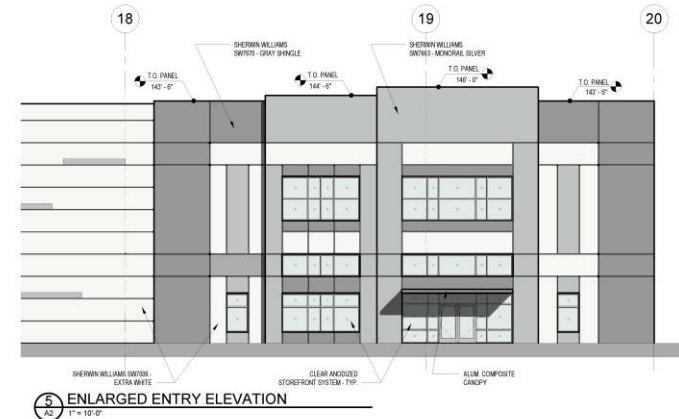 18
19
20
SHERWIN WILLIAMS
SW7670 - GRAY SHINGLE
SHERWIN WILLIAMS
SW7663 - MONORAIL SILVER
T.O. PANEL
143' - 6"
T.O. PANEL
144' - 6"
T.O. PANEL
146' - 0"
T.O. PANEL
143' - 6"
SHERWIN WILLIAMS SW7006 -
EXTRA WHITE
CLEAR ANODIZED
STOREFRONT SYSTEM - TYP.
ALUM. COMPOSITE
CANOPY
5
A2
ENLARGED ENTRY ELEVATION
1" = 10'-0"